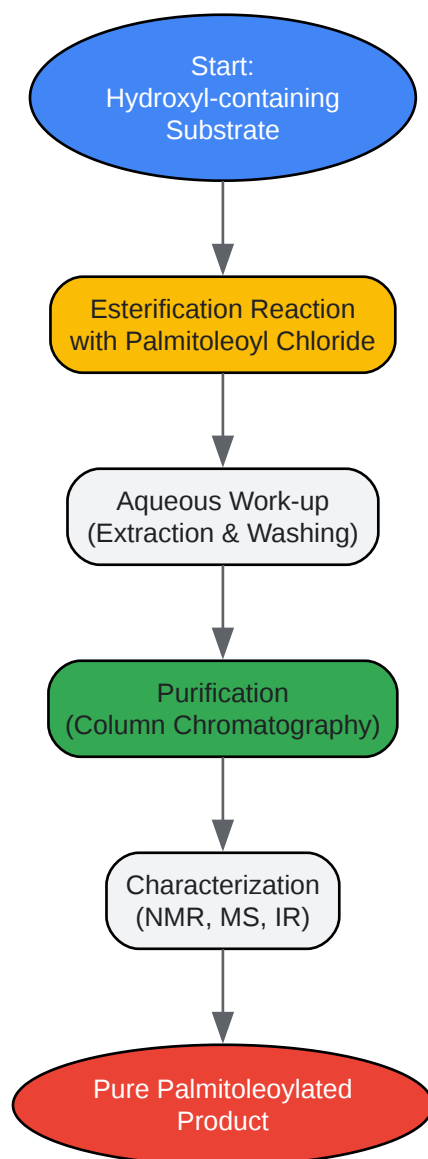 Start:
Hydroxyl-containing
Substrate
Esterification Reaction
with Palmitoleoyl Chloride
Aqueous Work-up
(Extraction & Washing)
Purification
(Column Chromatography)
Characterization
(NMR, MS, IR)
Pure Palmitoleoylated
Product